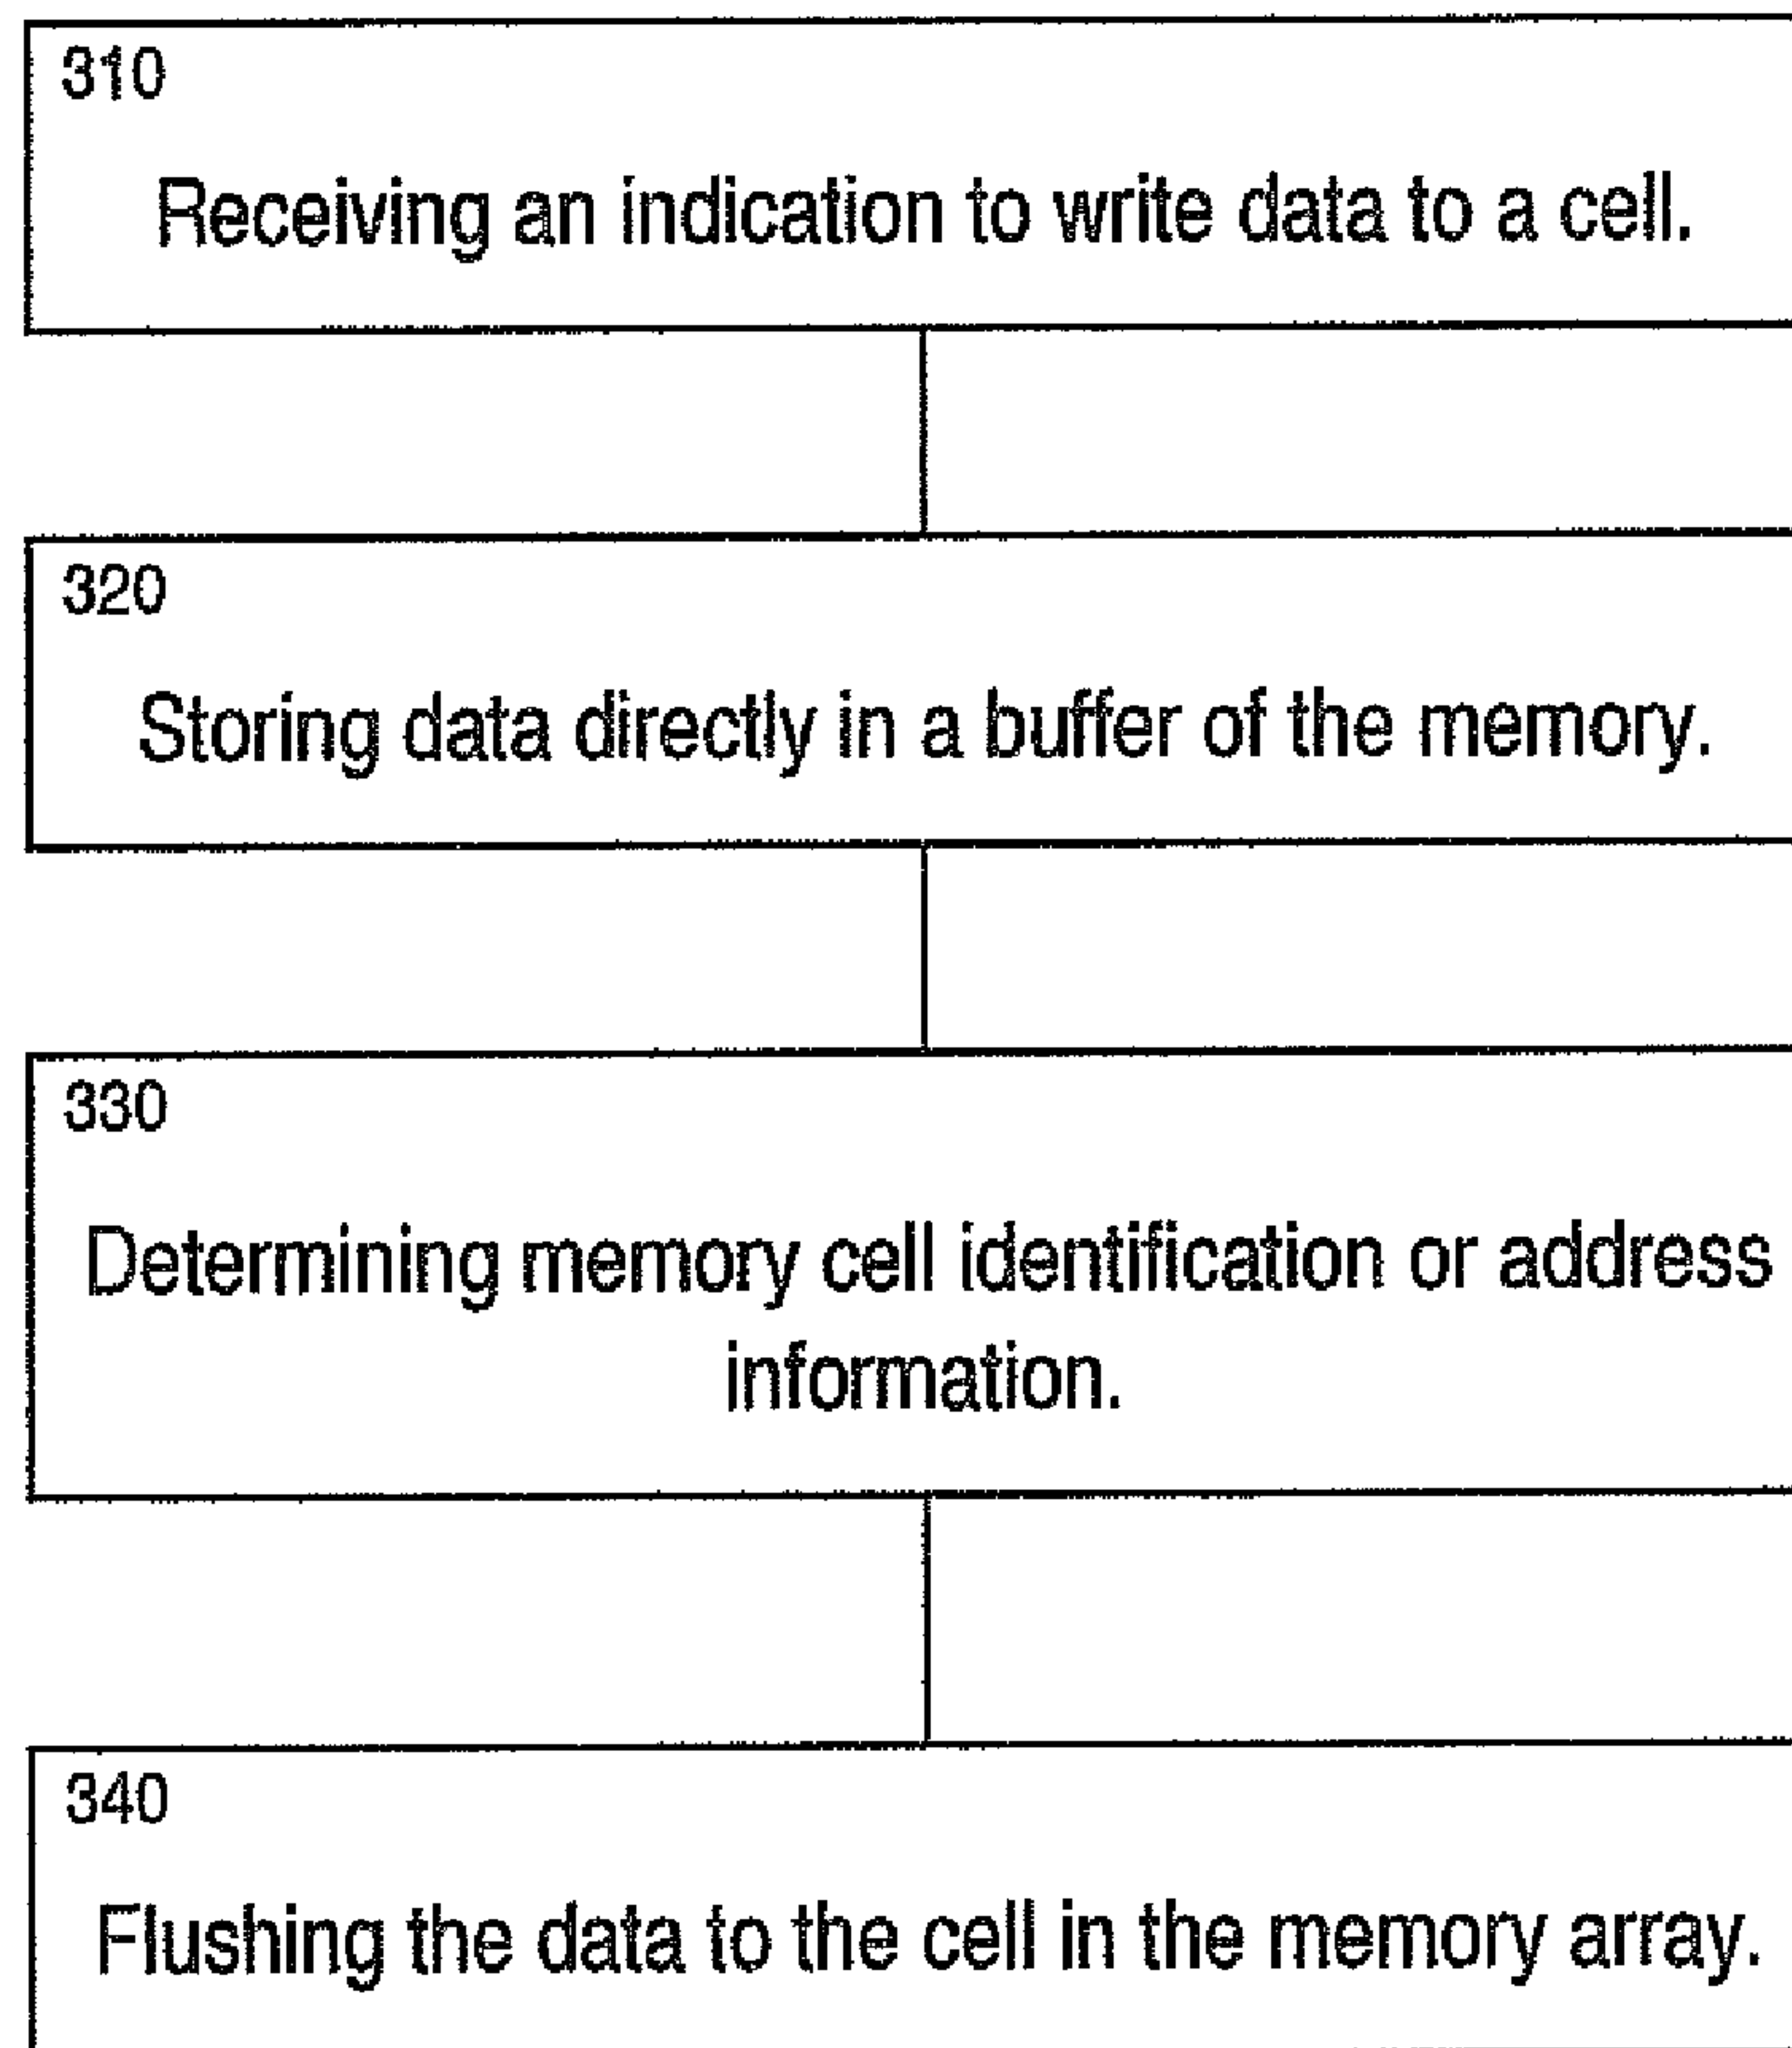 310
Receiving an indication to write data to a cell.
320
Storing data directly in a buffer of the memory.
330
Determining memory cell identification or address
information.
340
Flushing the data to the cell in the memory array.